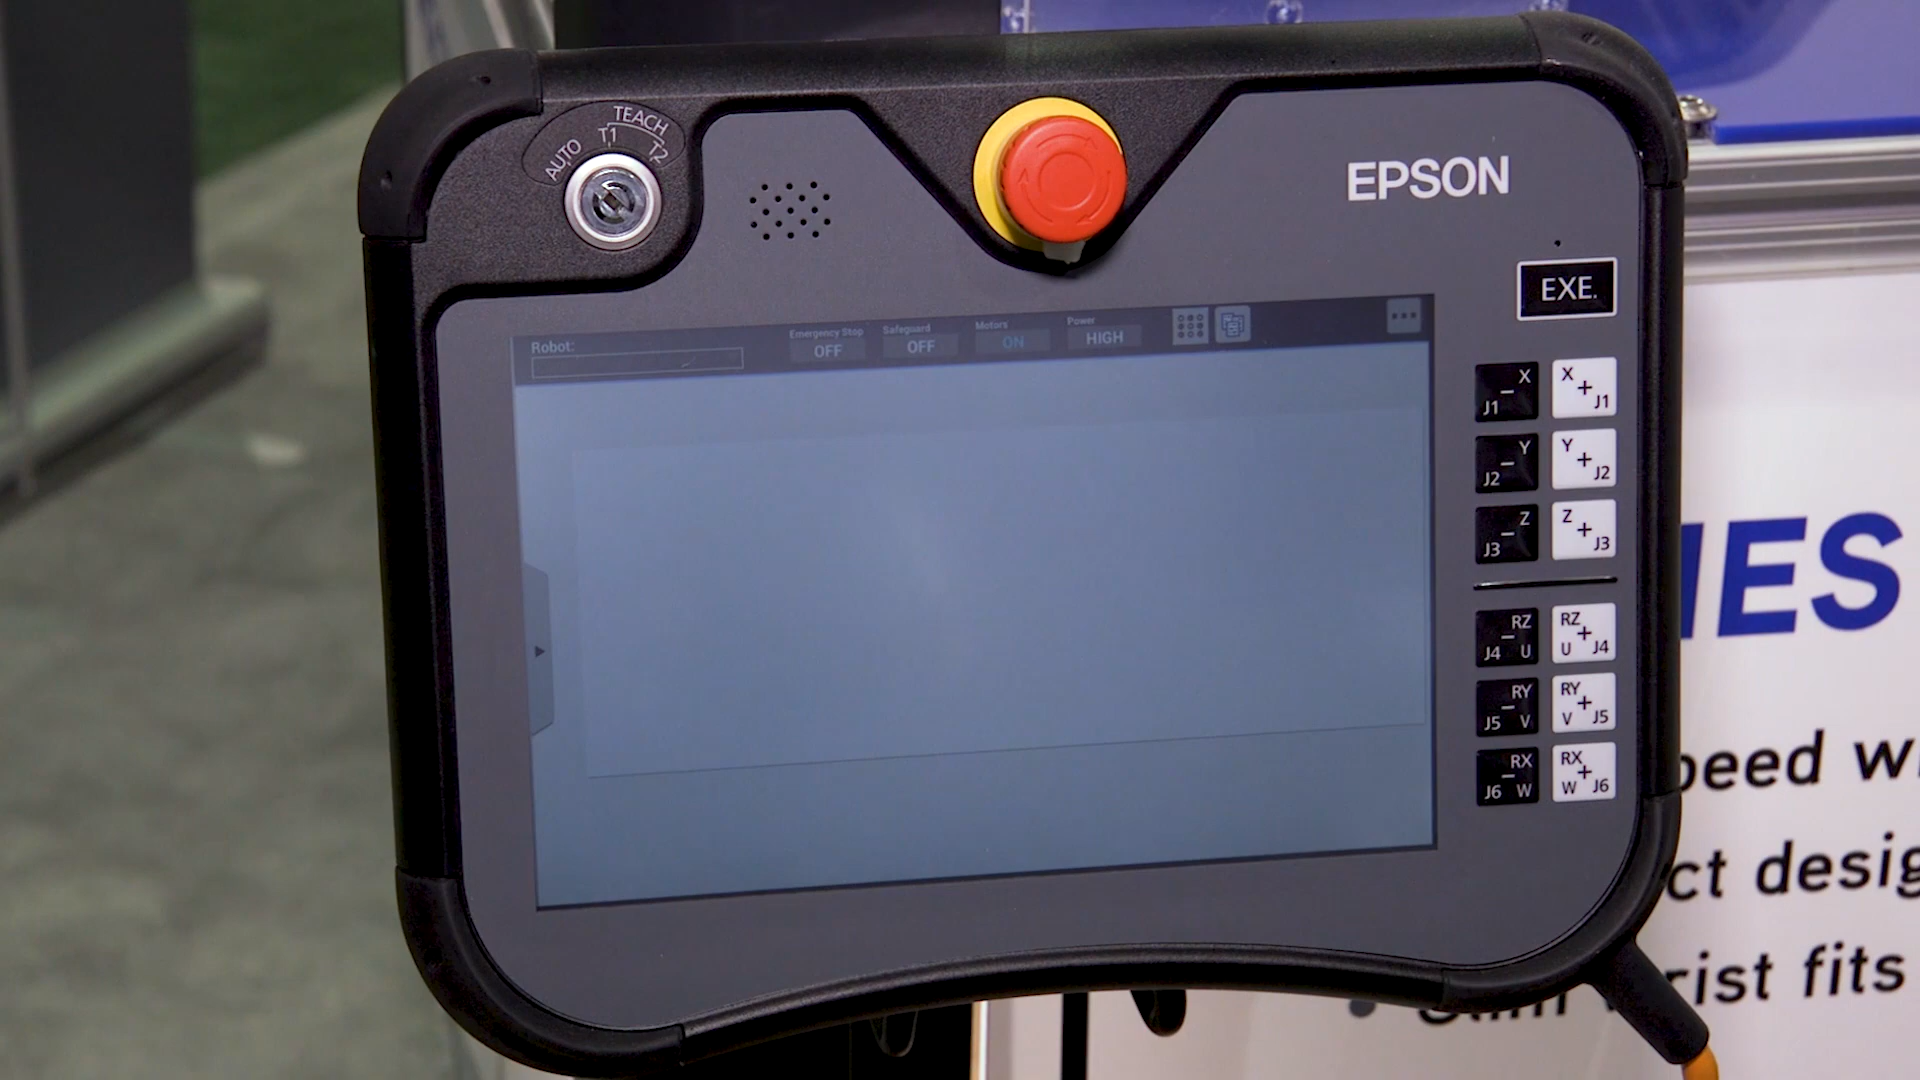 TEACH
AUTO T1 T2
EPSON
EXE.
Robot:
Emergency Stop Safeguard Motors Power
OFF OFF ON HIGH
X - J1 X + J1
Y - J2 Y + J2
Z - J3 Z + J3
RZ - J4 U RZ + U J4
RY - J5 V RY + V J5
RX - J6 W RX + W J6
IES
peed wi
ct desig
rist fits